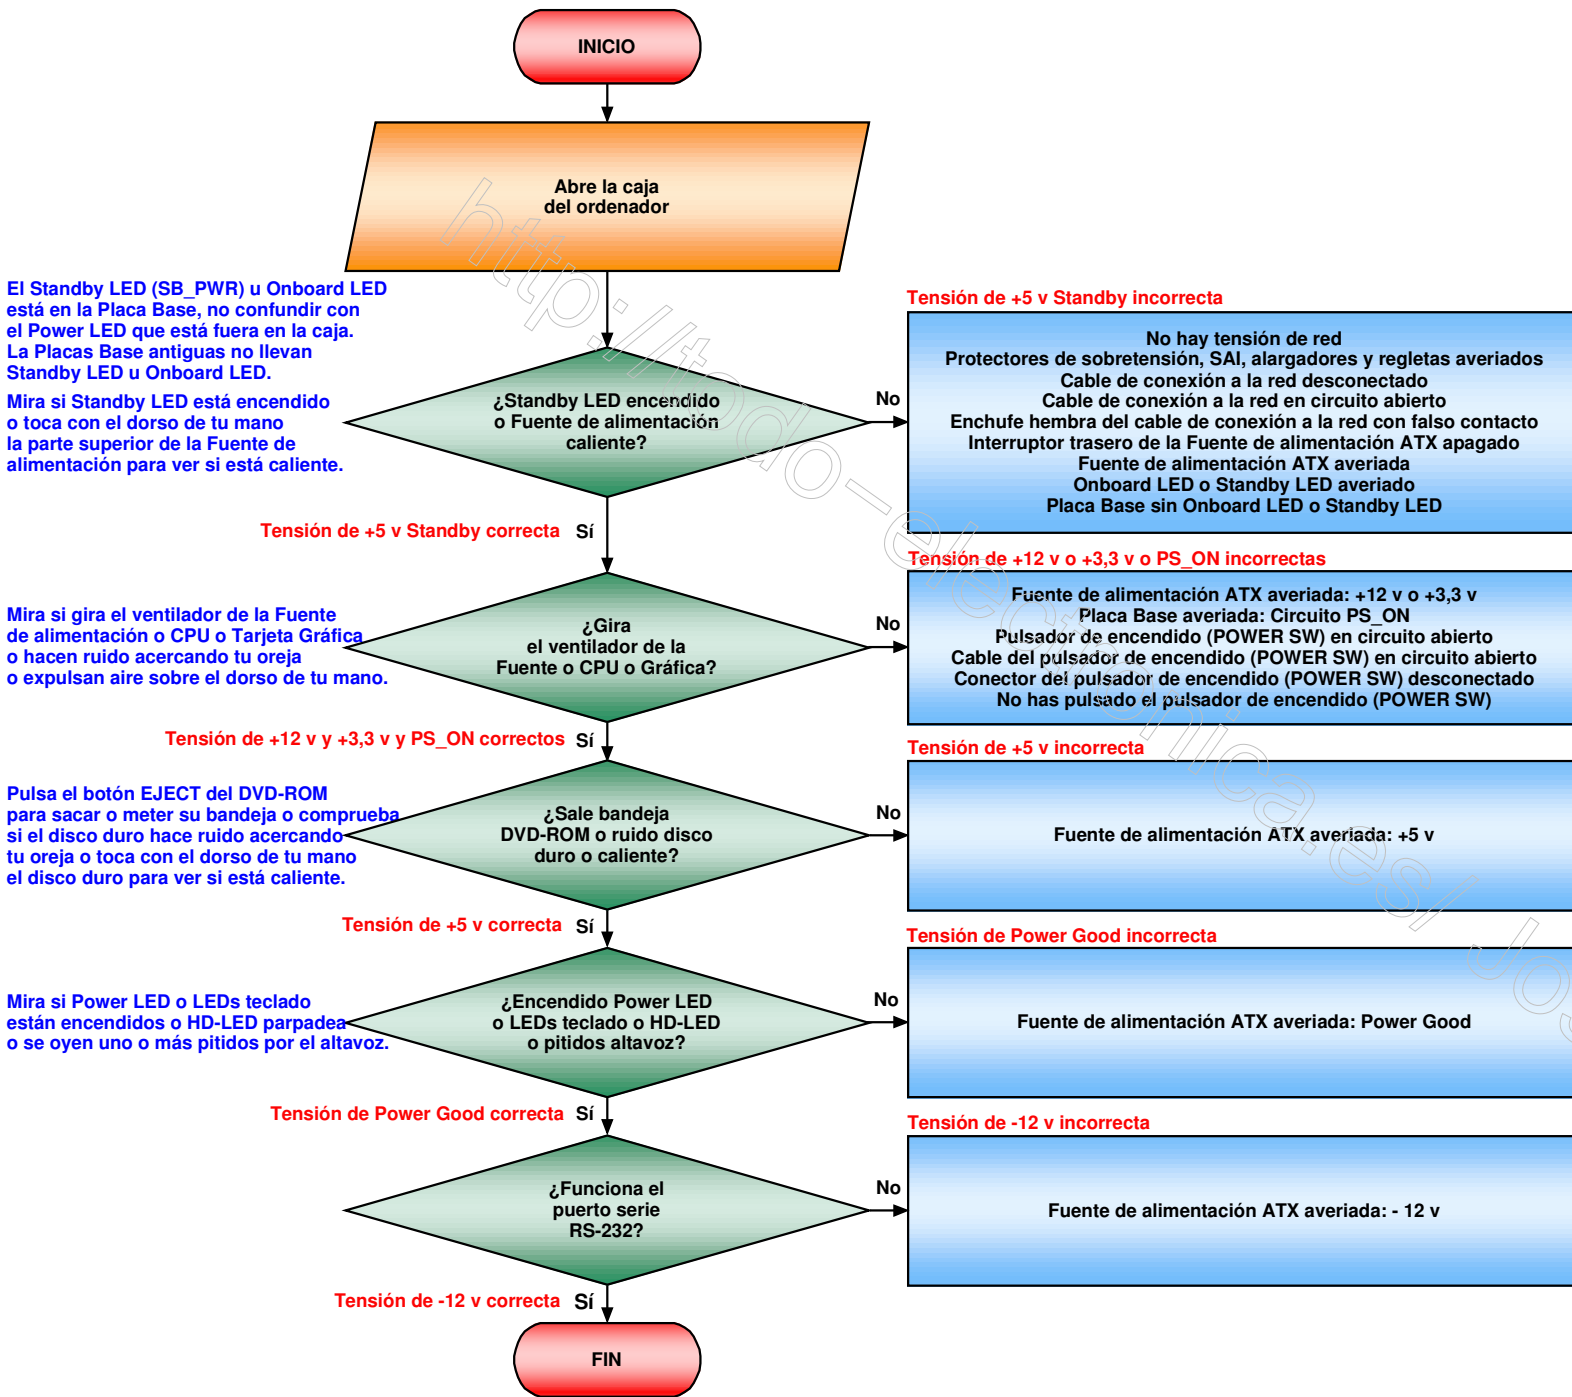 INICIO
Abre la caja
del ordenador
El Standby LED (SB_PWR) u Onboard LED
está en la Placa Base, no confundir con
el Power LED que está fuera en la caja.
La Placas Base antiguas no llevan
Standby LED u Onboard LED.
Mira si Standby LED está encendido
o toca con el dorso de tu mano
la parte superior de la Fuente de
alimentación para ver si está caliente.
¿Standby LED encendido
o Fuente de alimentación
caliente?
No
Tensión de +5 v Standby incorrecta
No hay tensión de red
Protectores de sobretensión, SAI, alargadores y regletas averiados
Cable de conexión a la red desconectado
Cable de conexión a la red en circuito abierto
Enchufe hembra del cable de conexión a la red con falso contacto
Interruptor trasero de la Fuente de alimentación ATX apagado
Fuente de alimentación ATX averiada
Onboard LED o Standby LED averiado
Placa Base sin Onboard LED o Standby LED
Tensión de +5 v Standby correcta Sí
Mira si gira el ventilador de la Fuente
de alimentación o CPU o Tarjeta Gráfica
o hacen ruido acercando tu oreja
o expulsan aire sobre el dorso de tu mano.
¿Gira
el ventilador de la
Fuente o CPU o Gráfica?
No
Tensión de +12 v o +3,3 v o PS_ON incorrectas
Fuente de alimentación ATX averiada: +12 v o +3,3 v
Placa Base averiada: Circuito PS_ON
Pulsador de encendido (POWER SW) en circuito abierto
Cable del pulsador de encendido (POWER SW) en circuito abierto
Conector del pulsador de encendido (POWER SW) desconectado
No has pulsado el pulsador de encendido (POWER SW)
Tensión de +12 v y +3,3 v y PS_ON correctos Sí
Pulsa el botón EJECT del DVD-ROM
para sacar o meter su bandeja o comprueba
si el disco duro hace ruido acercando
tu oreja o toca con el dorso de tu mano
el disco duro para ver si está caliente.
¿Sale bandeja
DVD-ROM o ruido disco
duro o caliente?
No
Tensión de +5 v incorrecta
Fuente de alimentación ATX averiada: +5 v
Tensión de +5 v correcta Sí
Mira si Power LED o LEDs teclado
están encendidos o HD-LED parpadea
o se oyen uno o más pitidos por el altavoz.
¿Encendido Power LED
o LEDs teclado o HD-LED
o pitidos altavoz?
No
Tensión de Power Good incorrecta
Fuente de alimentación ATX averiada: Power Good
Tensión de Power Good correcta Sí
¿Funciona el
puerto serie
RS-232?
No
Tensión de -12 v incorrecta
Fuente de alimentación ATX averiada: - 12 v
Tensión de -12 v correcta Sí
FIN
http://todo-electronica.es/